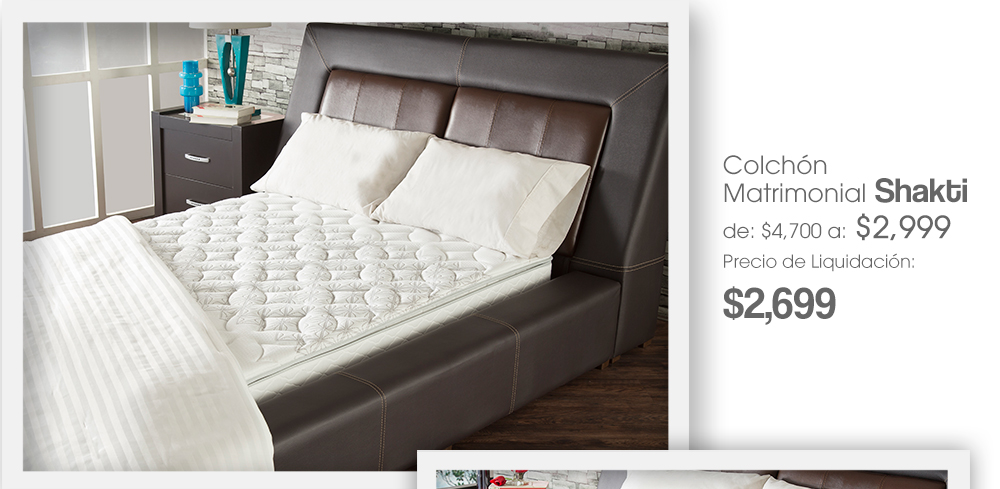 Colchón
Matrimonial Shakti
de: $4,700 a: $2,999
Precio de Liquidación:
$2,699